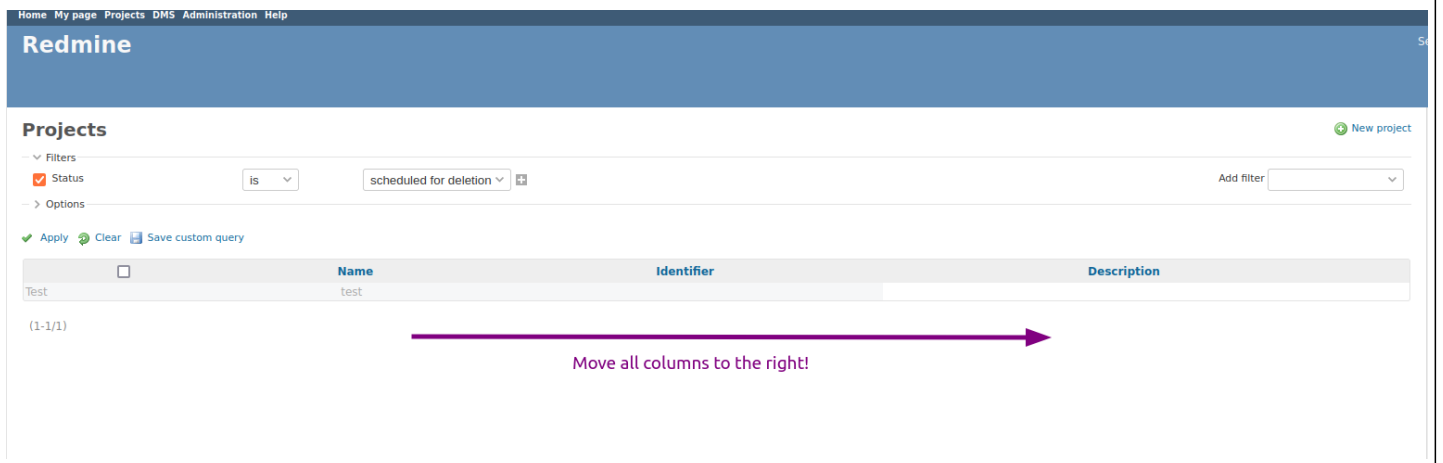 Home My page Projects DMS Administration Help
Redmine
Projects
New project
Filters
Status is scheduled for deletion Add filter
Options
Apply Clear Save custom query
Name Identifier Description
Test test
(1-1/1)
Move all columns to the right!